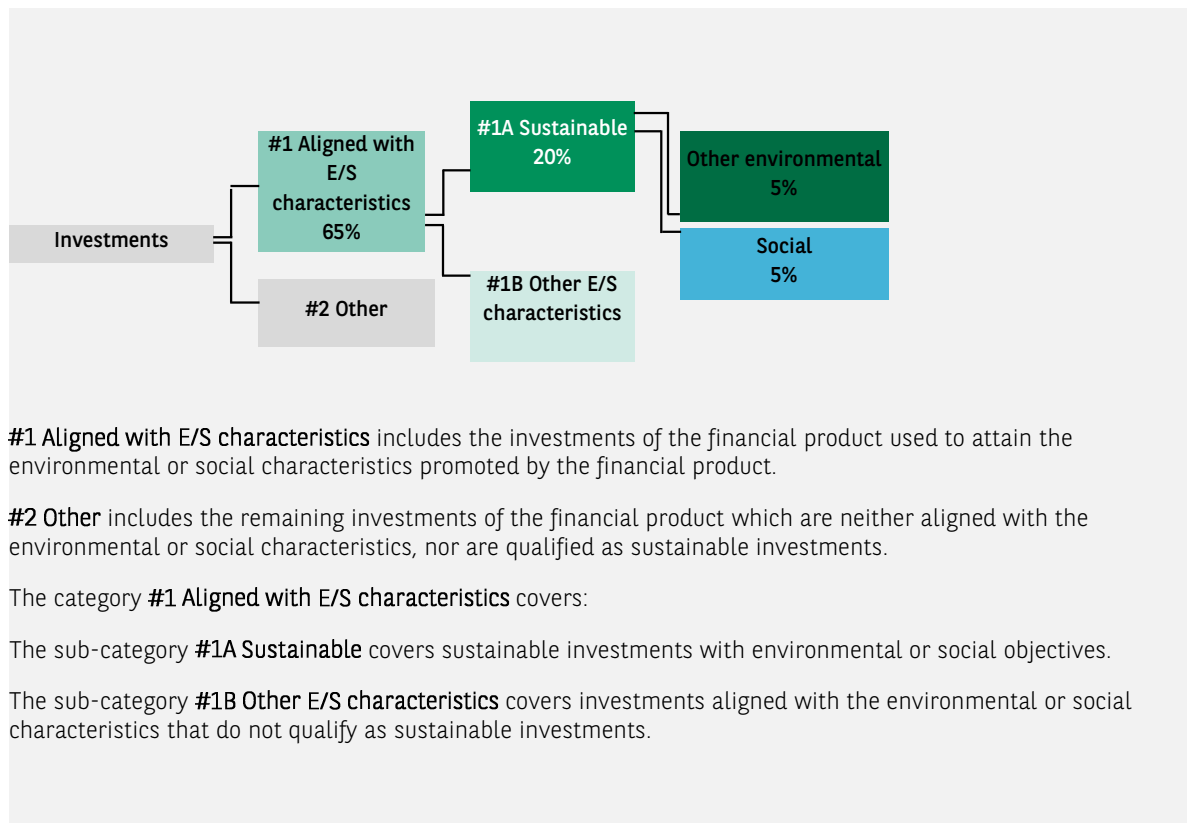 Investments
#1 Aligned with
E/S
characteristics
65%
#2 Other
#1A Sustainable
20%
#1B Other E/S
characteristics
Other environmental
5%
Social
5%
#1 Aligned with E/S characteristics includes the investments of the financial product used to attain the
environmental or social characteristics promoted by the financial product.
#2 Other includes the remaining investments of the financial product which are neither aligned with the
environmental or social characteristics, nor are qualified as sustainable investments.
The category #1 Aligned with E/S characteristics covers:
The sub-category #1A Sustainable covers sustainable investments with environmental or social objectives.
The sub-category #1B Other E/S characteristics covers investments aligned with the environmental or social
characteristics that do not qualify as sustainable investments.